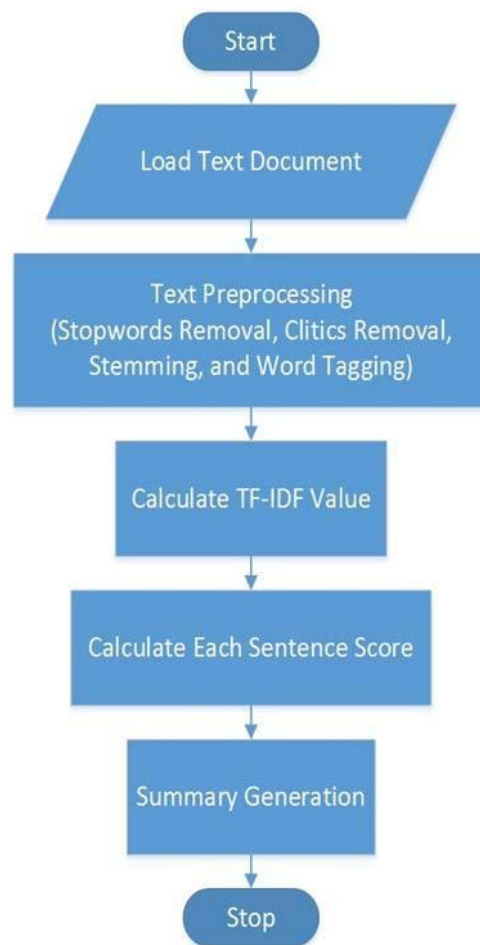 Start
Load Text Document
Text Preprocessing
(Stopwords Removal, Clitics Removal,
Stemming, and Word Tagging)
Calculate TF-IDF Value
Calculate Each Sentence Score
Summary Generation
Stop